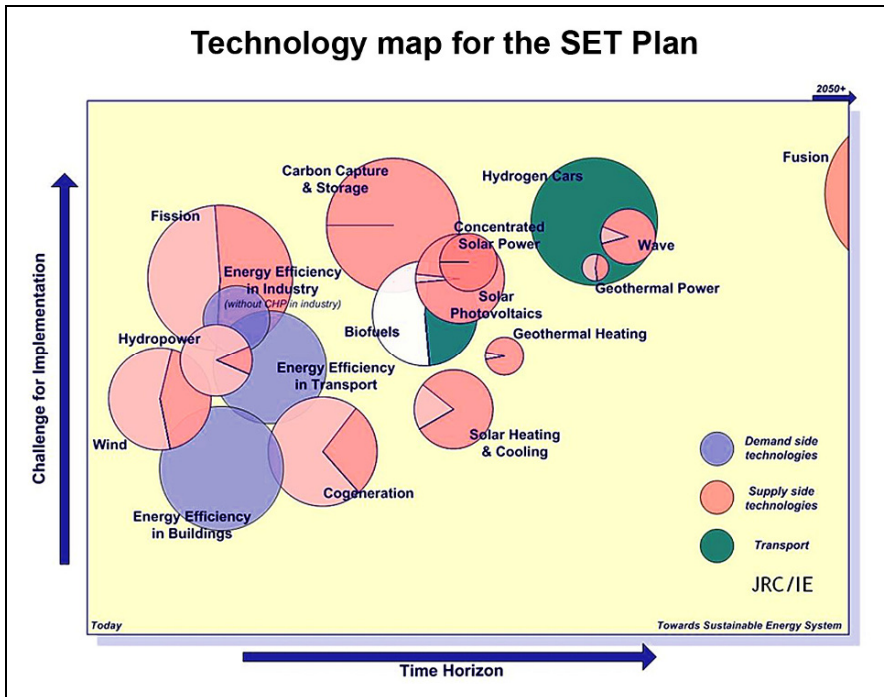 Technology map for the SET Plan
2050+
Fusion
Carbon Capture
& Storage
Hydrogen Cars
Fission
Concentrated
Solar Power
Wave
Energy Efficiency
in Industry
(without CHP in industry)
Geothermal Power
Solar
Photovoltaics
Hydropower
Biofuels
Geothermal Heating
Energy Efficiency
in Transport
Wind
Solar Heating
& Cooling
Cogeneration
Energy Efficiency
in Buildings
Demand side
technologies
Supply side
technologies
Transport
JRC/IE
Today
Towards Sustainable Energy System
Challenge for Implementation
Time Horizon